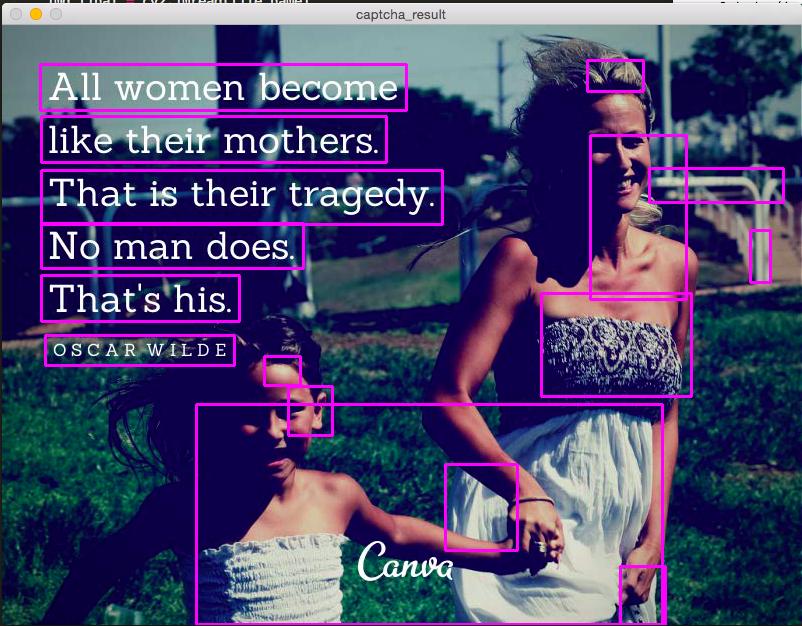 captcha_result
All women become
like their mothers.
That is their tragedy.
No man does.
That's his.
OSCAR WILDE
Canva